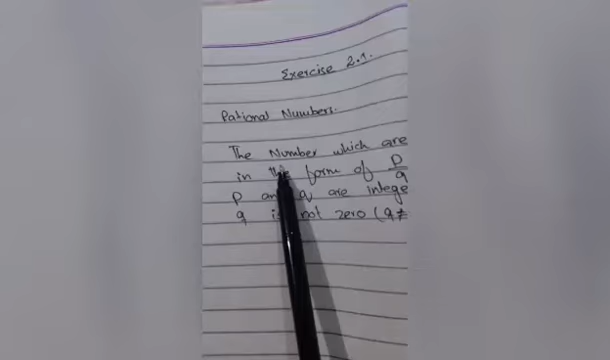 Exercise 2.1.
Rational Numbers.
The Number which are
in the form of p/q
p and q are intege
q is not zero (q ≠